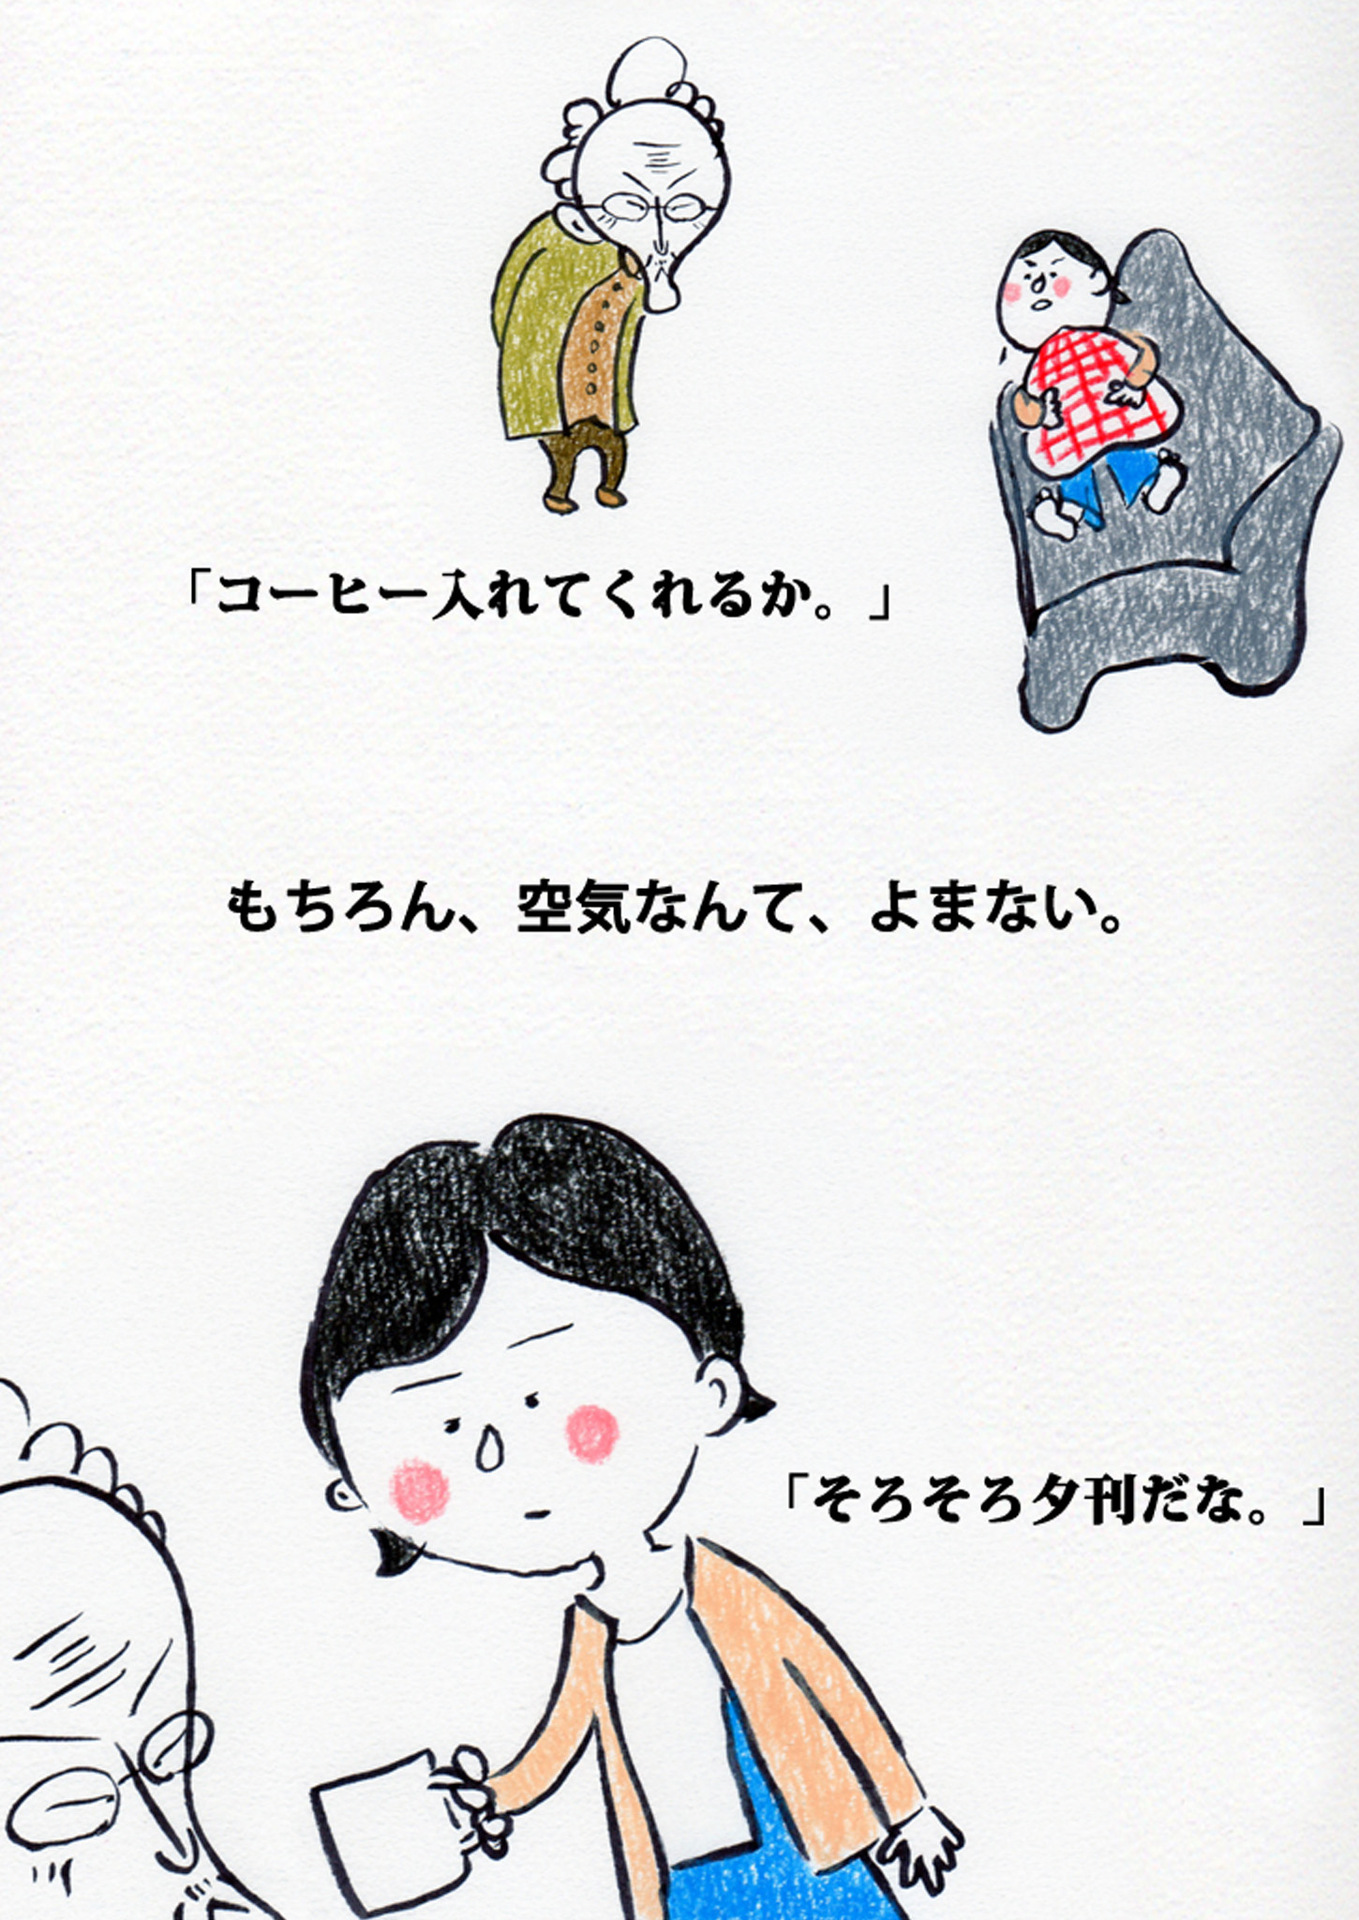 「コーヒー入れてくれるか。」
もちろん、空気なんて、よまない。
「そろそろ夕刊だな。」